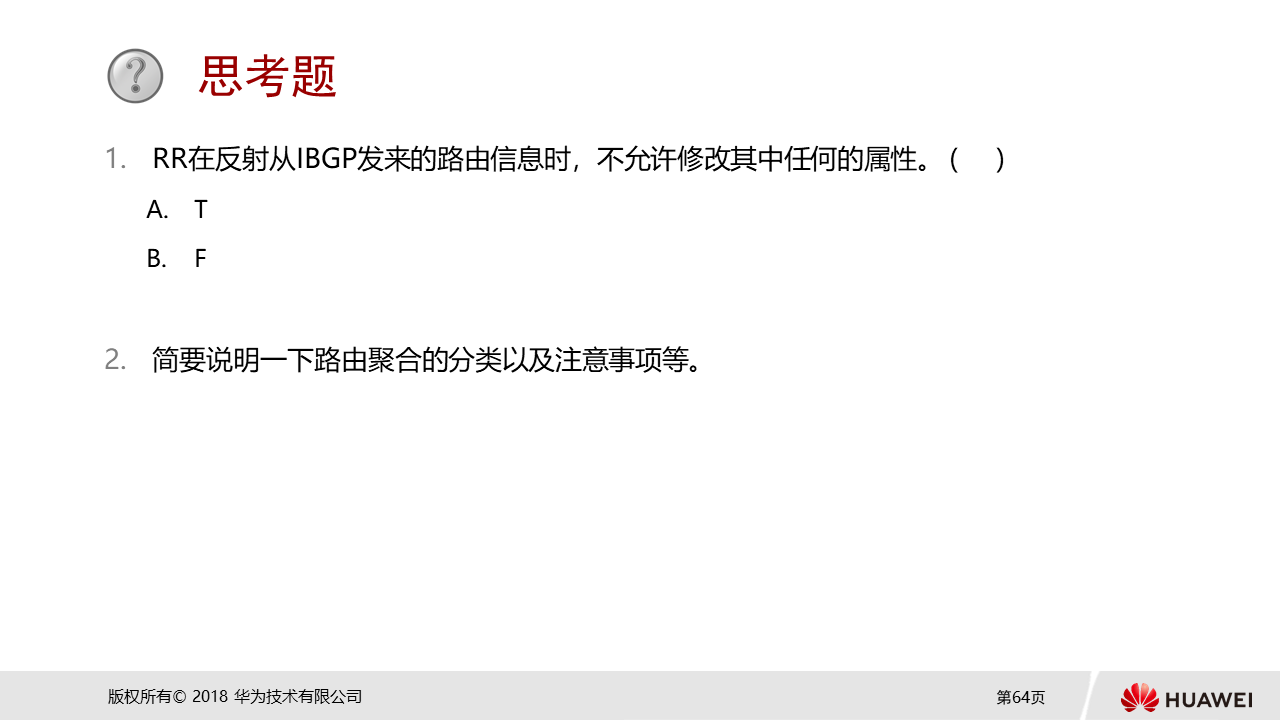 思考题
1. RR在反射从IBGP发来的路由信息时，不允许修改其中任何的属性。（ ）
A. T
B. F
2. 简要说明一下路由聚合的分类以及注意事项等。
版权所有© 2018 华为技术有限公司
第64页
HUAWEI